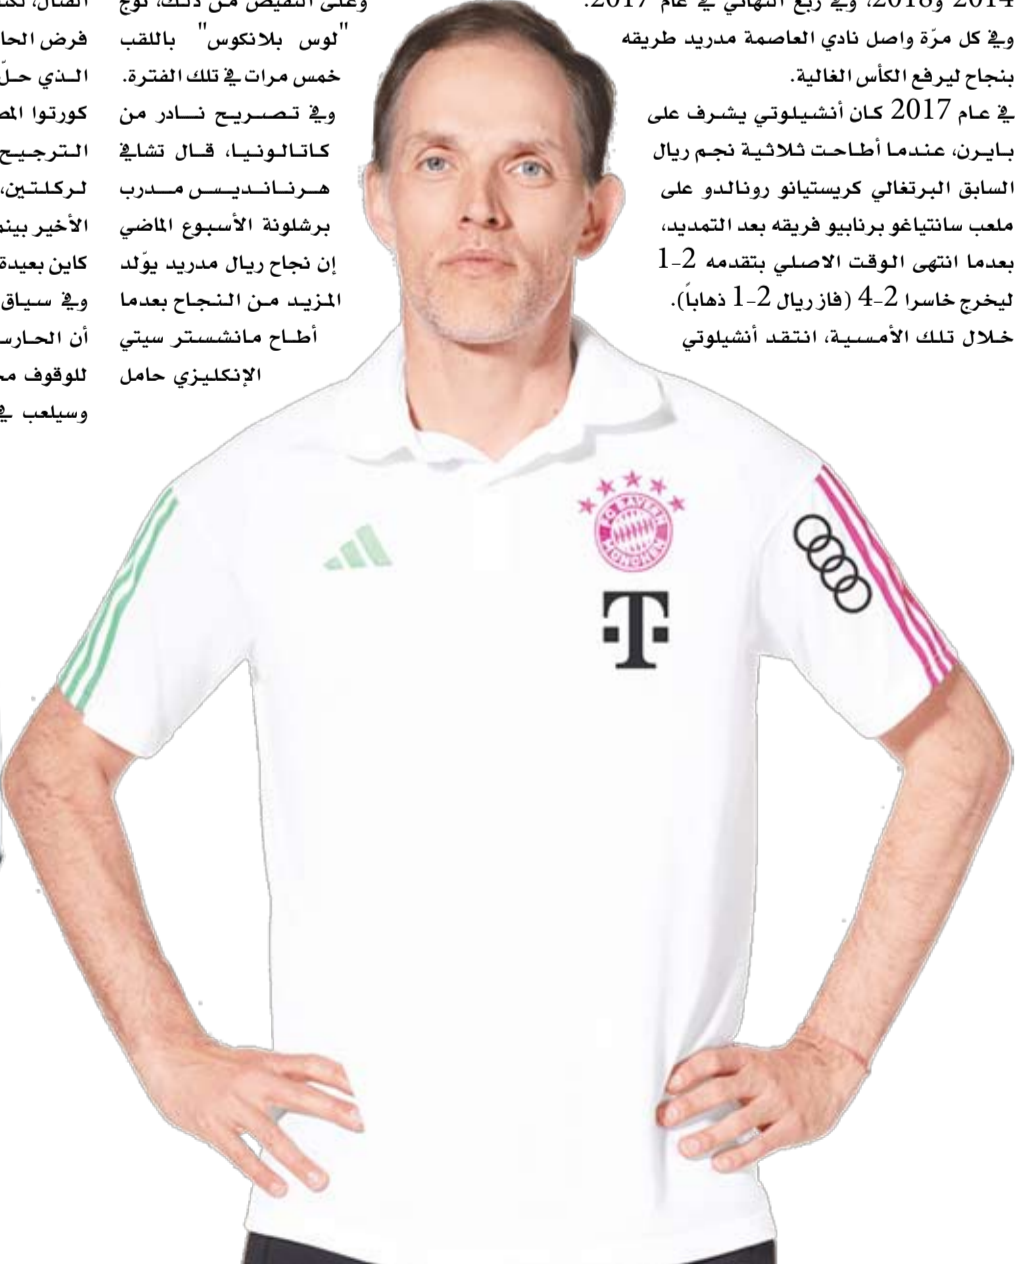 2014 و2018، وفي ربع النهائي في عام 2017.
وفي كل مرّة واصل نادي العاصمة مدريد طريقه
بنجاح ليرفع الكأس الغالية.
في عام 2017 كان أنشيلوتي يشرف على
بايرن، عندما أطاحت ثلاثية نجم ريال
السابق البرتغالي كريستيانو رونالدو على
ملعب سانتياغو برنابيو فريقه بعد التمديد،
بعدما انتهى الوقت الاصلي بتقدمه 2-1
ليخرج خاسرا 2-4 (فاز ريال 2-1 ذهاباً).
خلال تلك الأمسية، انتقد أنشيلوتي
وعلى النقيض من ذلك، توج
"لوس بلانكوس" باللقب
خمس مرات في تلك الفترة.
وفي تصريح نادر من
كاتالونيا، قال تشافي
هرنانديس مدرب
برشلونة الأسبوع الماضي
إن نجاح ريال مدريد يوّلد
المزيد من النجاح بعدما
أطاح مانشستر سيتي
الإنكليزي حامل
فرض
الذي حلّ
كورتوا
الترجيح
لركلتين،
الأخير
كاين بعيدة
وفي سياق
أن الحارس
للوقوف
وسيلعب
FC BAYERN
MÜNCHEN
T